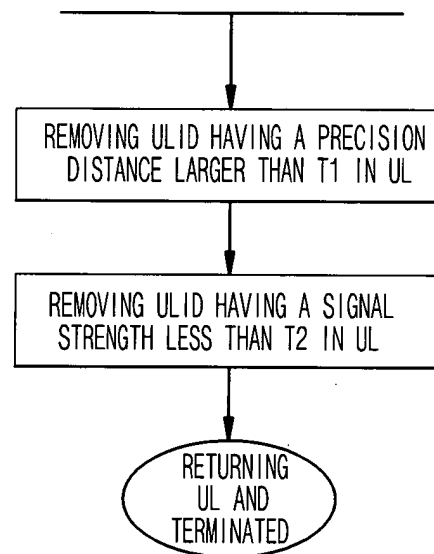 REMOVING ULID HAVING A PRECISION
DISTANCE LARGER THAN T1 IN UL
REMOVING ULID HAVING A SIGNAL
STRENGTH LESS THAN T2 IN UL
RETURNING
UL AND
TERMINATED